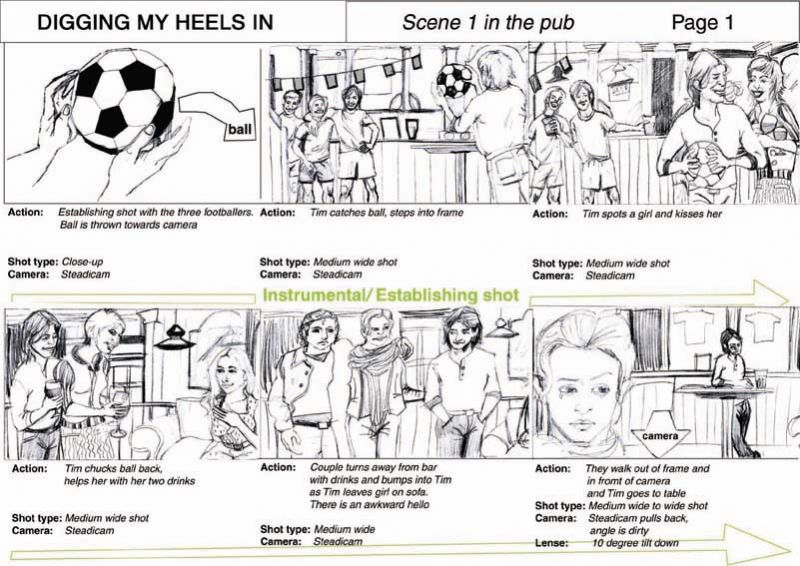 DIGGING MY HEELS IN
Scene 1 in the pub
Page 1
ball
Action: Establishing shot with the three footballers.
Ball is thrown towards camera
Shot type: Close-up
Camera: Steadicam
Action: Tim catches ball, steps into frame
Shot type: Medium wide shot
Camera: Steadicam
Action: Tim spots a girl and kisses her
Shot type: Medium wide shot
Camera: Steadicam
Instrumental/ Establishing shot
camera
Action: Tim chucks ball back,
helps her with her two drinks
Shot type: Medium wide shot
Camera: Steadicam
Action: Couple turns away from bar
with drinks and bumps into Tim
as Tim leaves girl on sofa.
There is an awkward hello
Shot type: Medium wide
Camera: Steadicam
Action: They walk out of frame and
in fromt of camera
and Tim goes to table
Shot type: Medium wide to wide shot
Camera: Steadicam pulls back,
angle is dirty
Lense: 10 degree tilt down